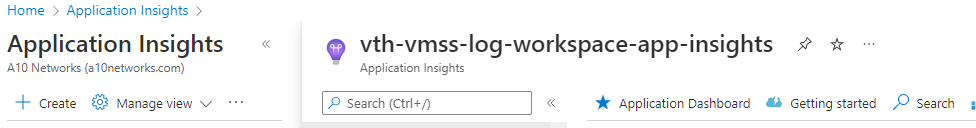 Home > Application Insights >
Application Insights «
A10 Networks (a10networks.com)
+ Create Manage view ...
vth-vmss-log-workspace-app-insights ...
Application Insights
Search (Ctrl+/) «
Application Dashboard Getting started Search